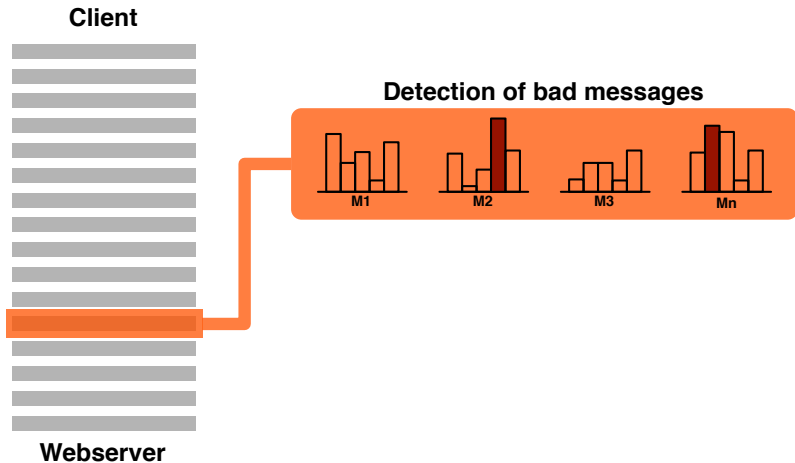 Client
Detection of bad messages
M1
M2
M3
Mn
Webserver